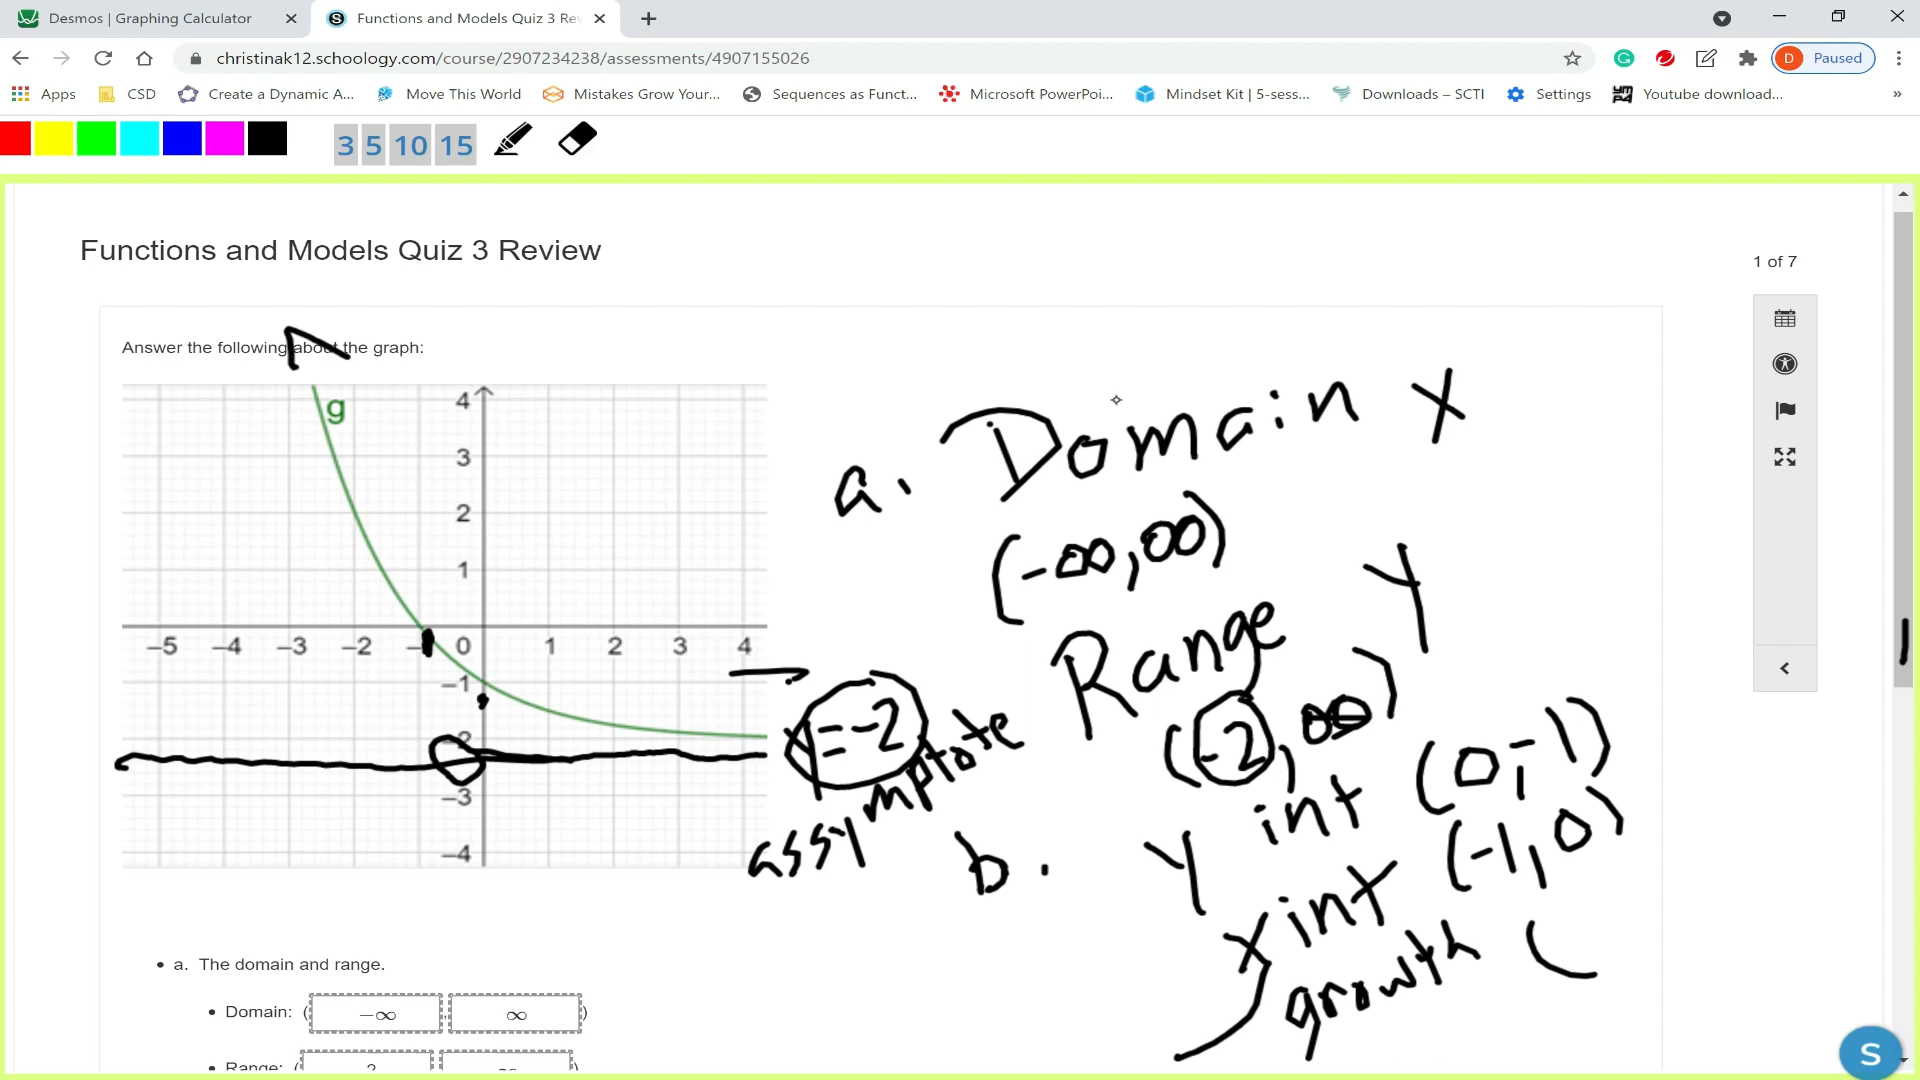 Desmos | Graphing Calculator
Functions and Models Quiz 3 Rev
christinak12.schoology.com/course/2907234238/assessments/4907155026
D Paused
Apps CSD Create a Dynamic A... Move This World Mistakes Grow Your... Sequences as Funct... Microsoft PowerPoi... Mindset Kit | 5-sess... Downloads – SCTI Settings Youtube download... »
3 5 10 15
Functions and Models Quiz 3 Review
1 of 7
Answer the following about the graph:
g
4
3
2
1
−5 −4 −3 −2 0 1 2 3 4
−1
−2
−3
−4
a. Domain x
(-∞,∞)
Range y
(-2,∞)
y=-2
assymptote
b. y int (0,-1)
x int (-1,0)
growth
• a. The domain and range.
• Domain: ( −∞ , ∞ )
• Range: (
S